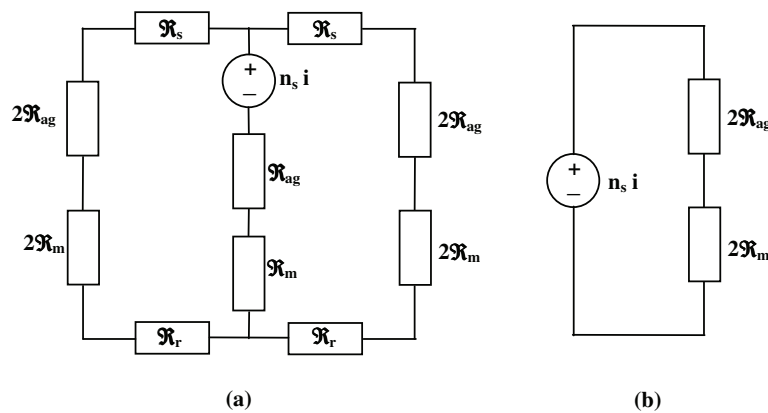 ℜs ℜs
+
−
ns i
2ℜag
2ℜag
ℜag
2ℜm
2ℜm
ℜm
ℜr ℜr
(a)
2ℜag
+
−
ns i
2ℜm
(b)